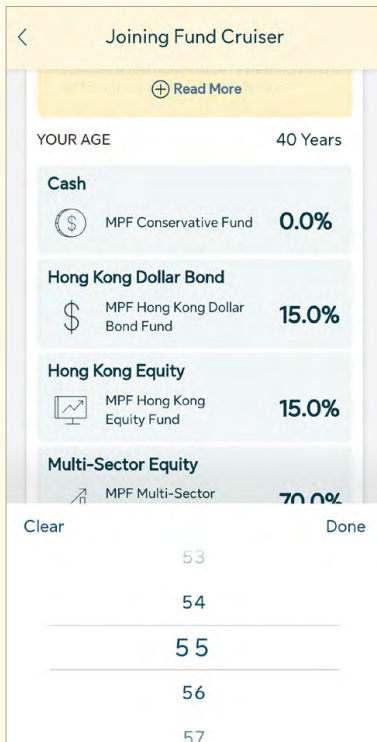 Joining Fund Cruiser
Read More
YOUR AGE 40 Years
Cash
$ MPF Conservative Fund 0.0%
Hong Kong Dollar Bond
$ MPF Hong Kong Dollar
Bond Fund 15.0%
Hong Kong Equity
MPF Hong Kong
Equity Fund 15.0%
Multi-Sector Equity
MPF Multi-Sector 70.0%
Clear Done
53
54
55
56
57